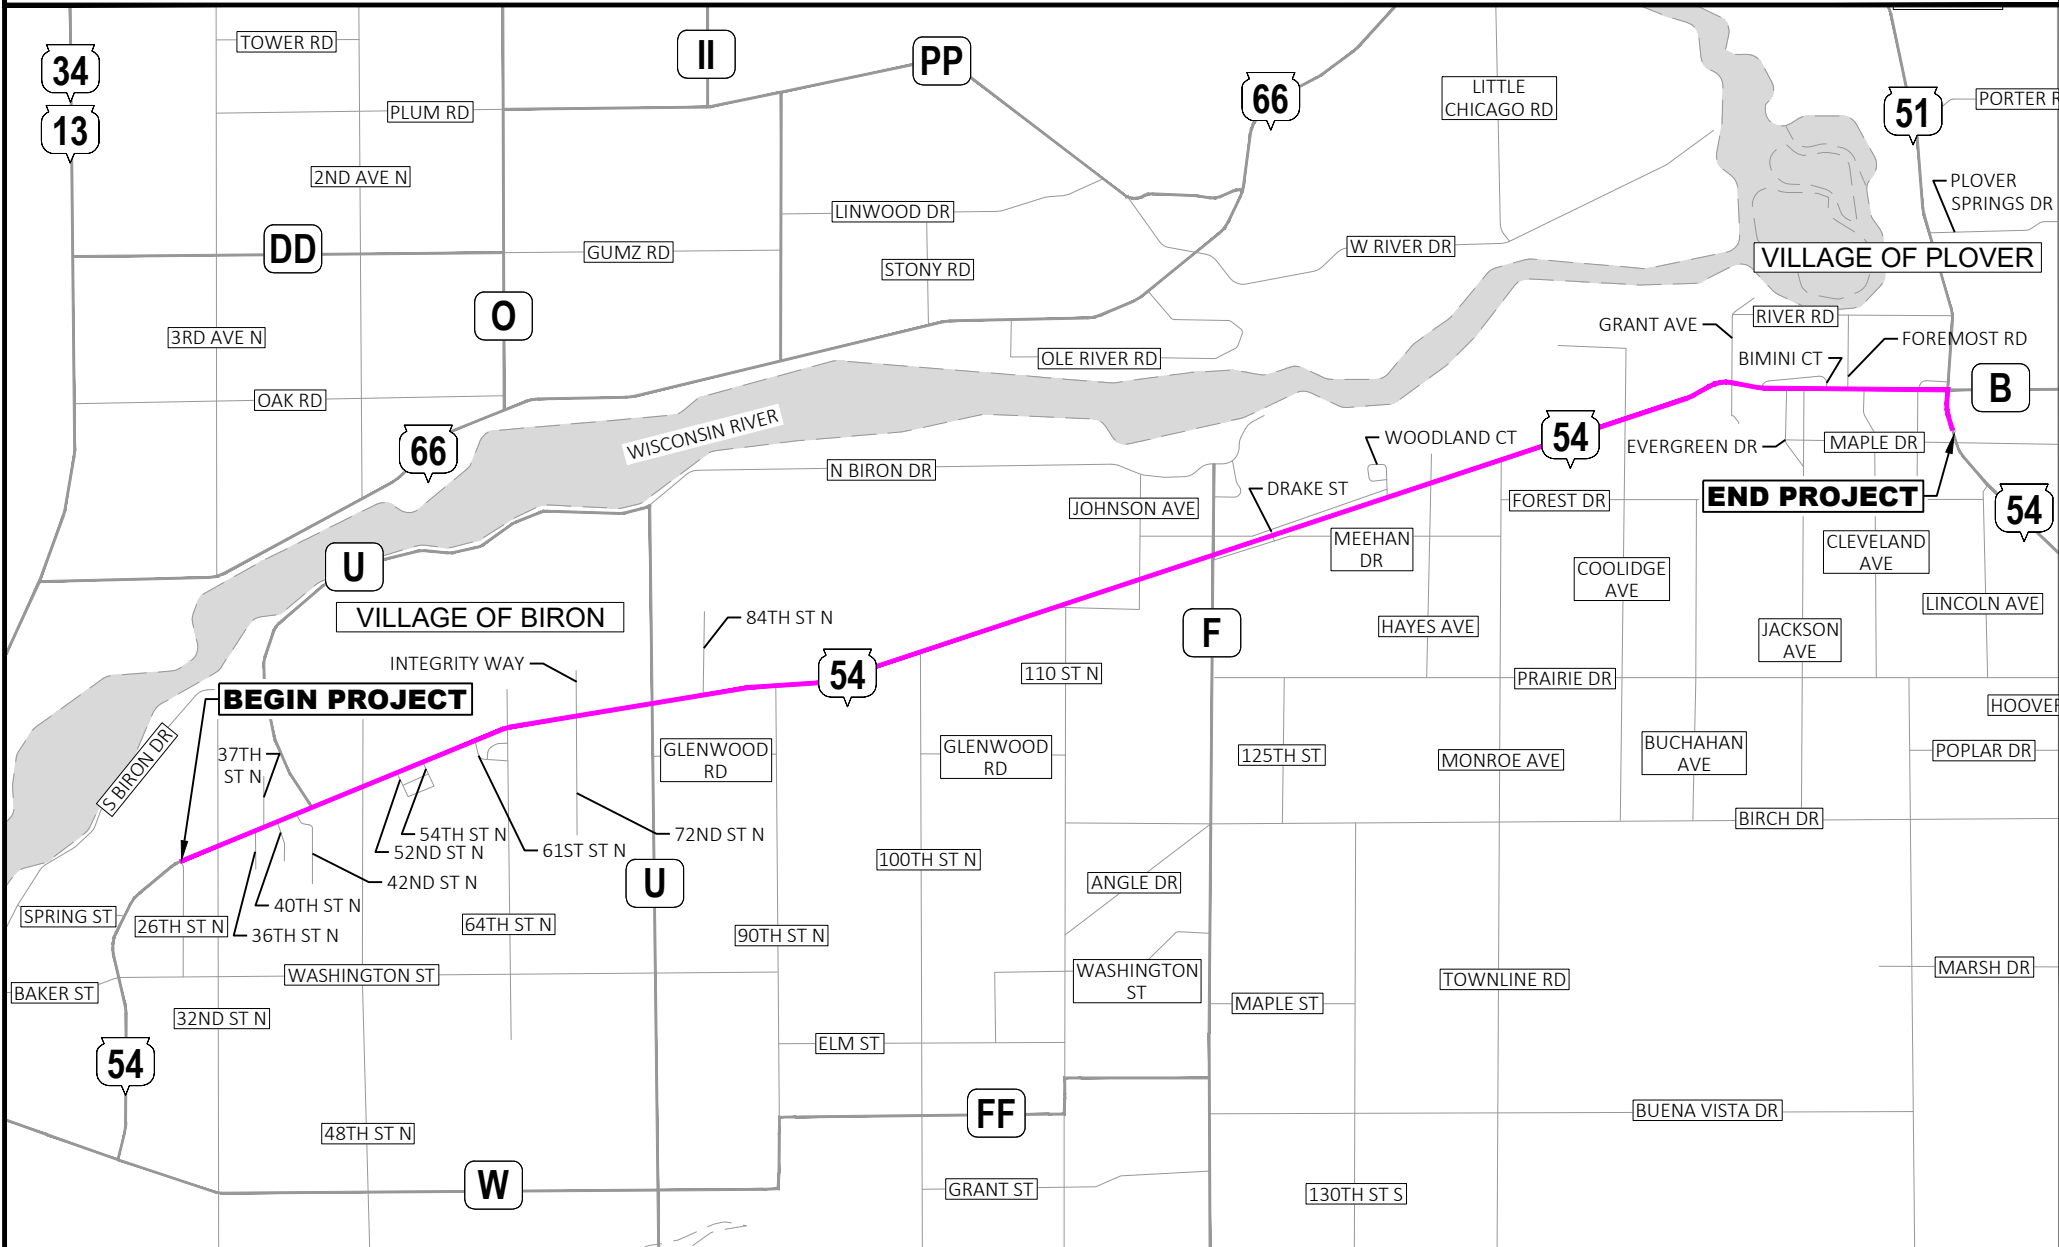 TOWER RD
II
PP
34
66
LITTLE
CHICAGO RD
51
PORTER R
13
PLUM RD
2ND AVE N
PLOVER
SPRINGS DR
LINWOOD DR
DD
GUMZ RD
W RIVER DR
VILLAGE OF PLOVER
STONY RD
O
RIVER RD
GRANT AVE
3RD AVE N
FOREMOST RD
OLE RIVER RD
BIMINI CT
B
OAK RD
WISCONSIN RIVER
66
WOODLAND CT
54
EVERGREEN DR
MAPLE DR
N BIRON DR
DRAKE ST
END PROJECT
FOREST DR
JOHNSON AVE
54
MEEHAN
DR
CLEVELAND
AVE
U
COOLIDGE
AVE
VILLAGE OF BIRON
84TH ST N
LINCOLN AVE
F
HAYES AVE
JACKSON
AVE
INTEGRITY WAY
54
110 ST N
PRAIRIE DR
BEGIN PROJECT
HOOVER
S BIRON DR
37TH
ST N
GLENWOOD
RD
GLENWOOD
RD
125TH ST
MONROE AVE
BUCHAHAN
AVE
POPLAR DR
54TH ST N
72ND ST N
BIRCH DR
52ND ST N
61ST ST N
100TH ST N
42ND ST N
U
ANGLE DR
40TH ST N
SPRING ST
26TH ST N
36TH ST N
64TH ST N
90TH ST N
WASHINGTON ST
WASHINGTON
ST
TOWNLINE RD
MARSH DR
BAKER ST
32ND ST N
MAPLE ST
ELM ST
54
FF
BUENA VISTA DR
48TH ST N
W
GRANT ST
130TH ST S